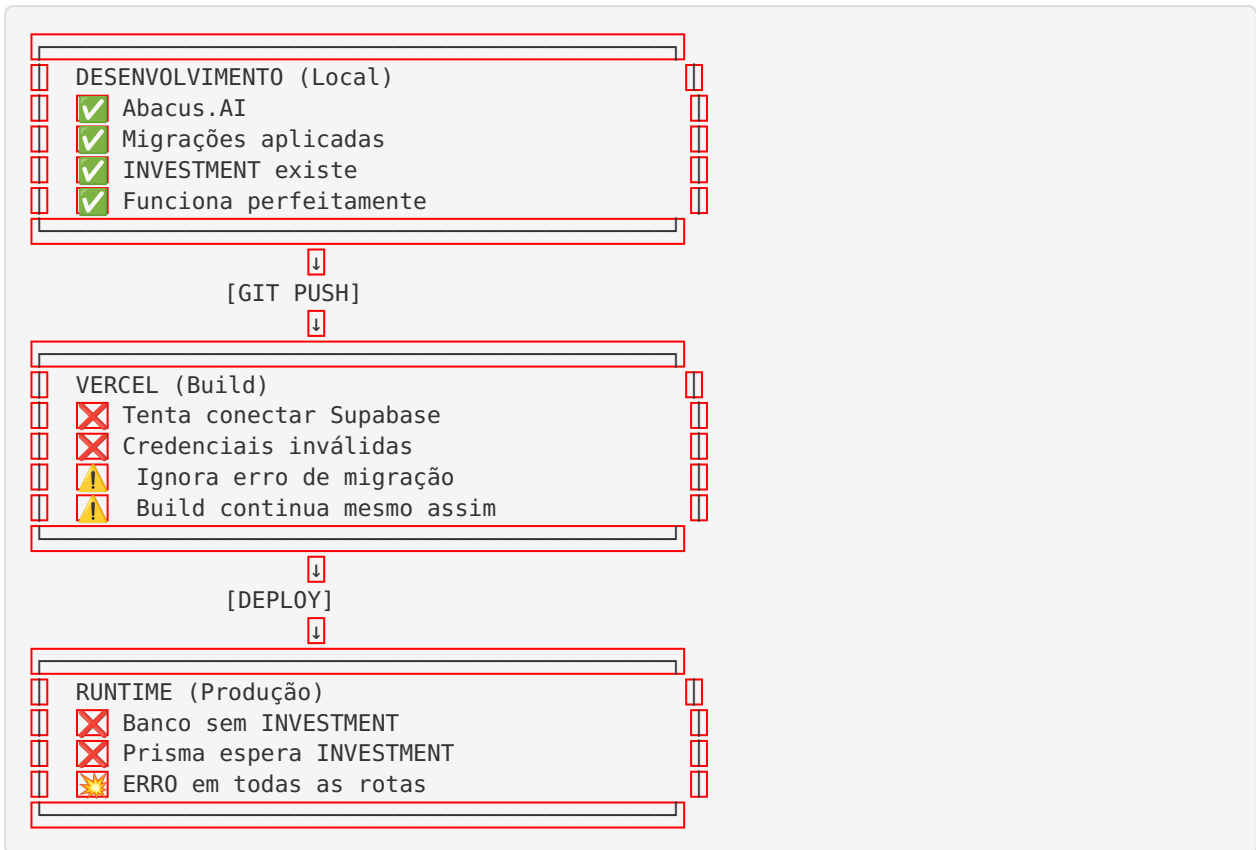 DESENVOLVIMENTO (Local)
✅ Abacus.AI
✅ Migrações aplicadas
✅ INVESTMENT existe
✅ Funciona perfeitamente
↓
[GIT PUSH]
↓
VERCEL (Build)
❌ Tenta conectar Supabase
❌ Credenciais inválidas
⚠️ Ignora erro de migração
⚠️ Build continua mesmo assim
↓
[DEPLOY]
↓
RUNTIME (Produção)
❌ Banco sem INVESTMENT
❌ Prisma espera INVESTMENT
💥 ERRO em todas as rotas